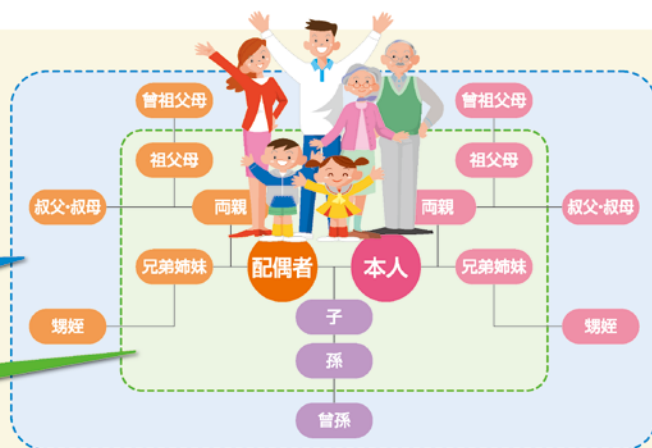 曾祖父母
曾祖父母
祖父母
祖父母
叔父・叔母
両親
両親
叔父・叔母
兄弟姉妹
配偶者
本人
兄弟姉妹
甥姪
子
甥姪
孫
曾孫